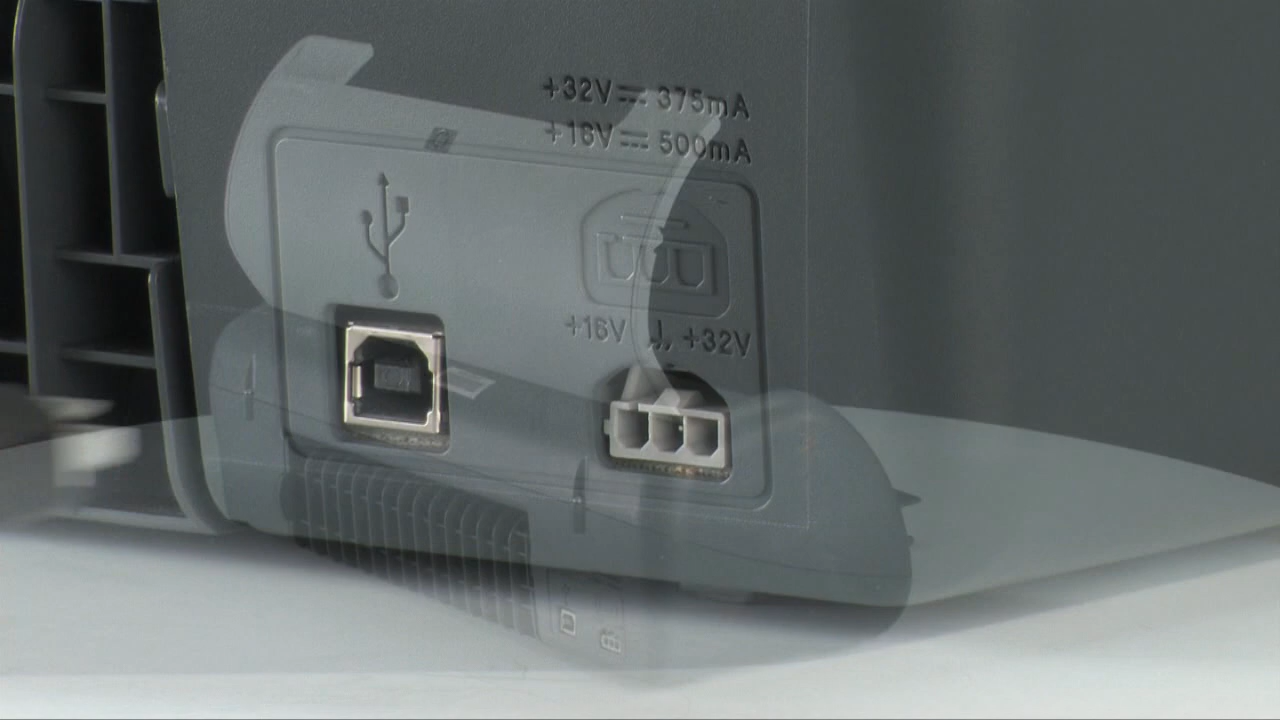 +32V ⎓ 375mA
+16V ⎓ 500mA
+16V ⏊ +32V